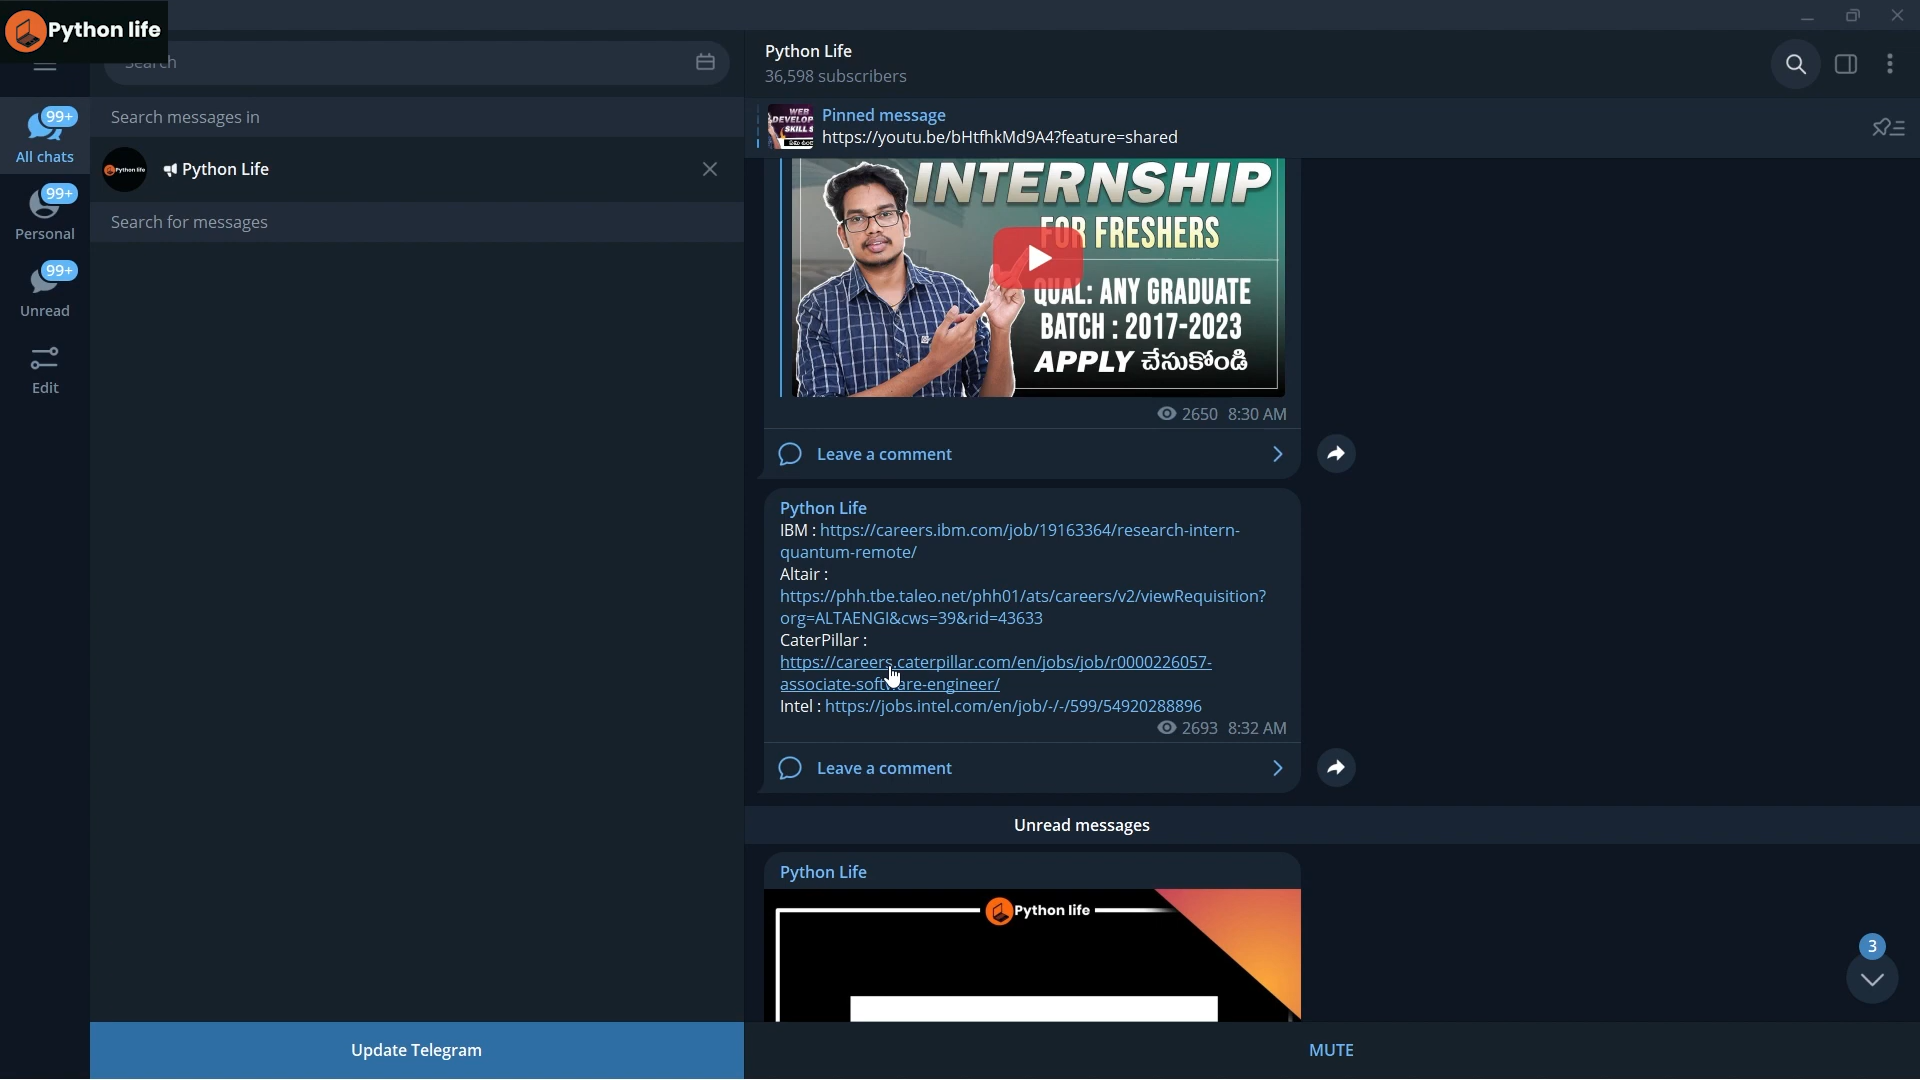 Python life
Search
Search messages in
Python Life
Search for messages
99+
All chats
99+
Personal
99+
Unread
Edit
Update Telegram
Python Life
36,598 subscribers
Pinned message
https://youtu.be/bHtfhkMd9A4?feature=shared
WEB
DEVELOP
SKILL S
INTERNSHIP
FOR FRESHERS
QUAL: ANY GRADUATE
BATCH : 2017-2023
APPLY చేసుకోండి
2650 8:30 AM
Leave a comment
Python Life
IBM : https://careers.ibm.com/job/19163364/research-intern-
quantum-remote/
Altair :
https://phh.tbe.taleo.net/phh01/ats/careers/v2/viewRequisition?
org=ALTAENGI&cws=39&rid=43633
CaterPillar :
https://careers.caterpillar.com/en/jobs/job/r0000226057-
associate-software-engineer/
Intel : https://jobs.intel.com/en/job/-/-/599/54920288896
2693 8:32 AM
Leave a comment
Unread messages
Python Life
Python life
3
MUTE